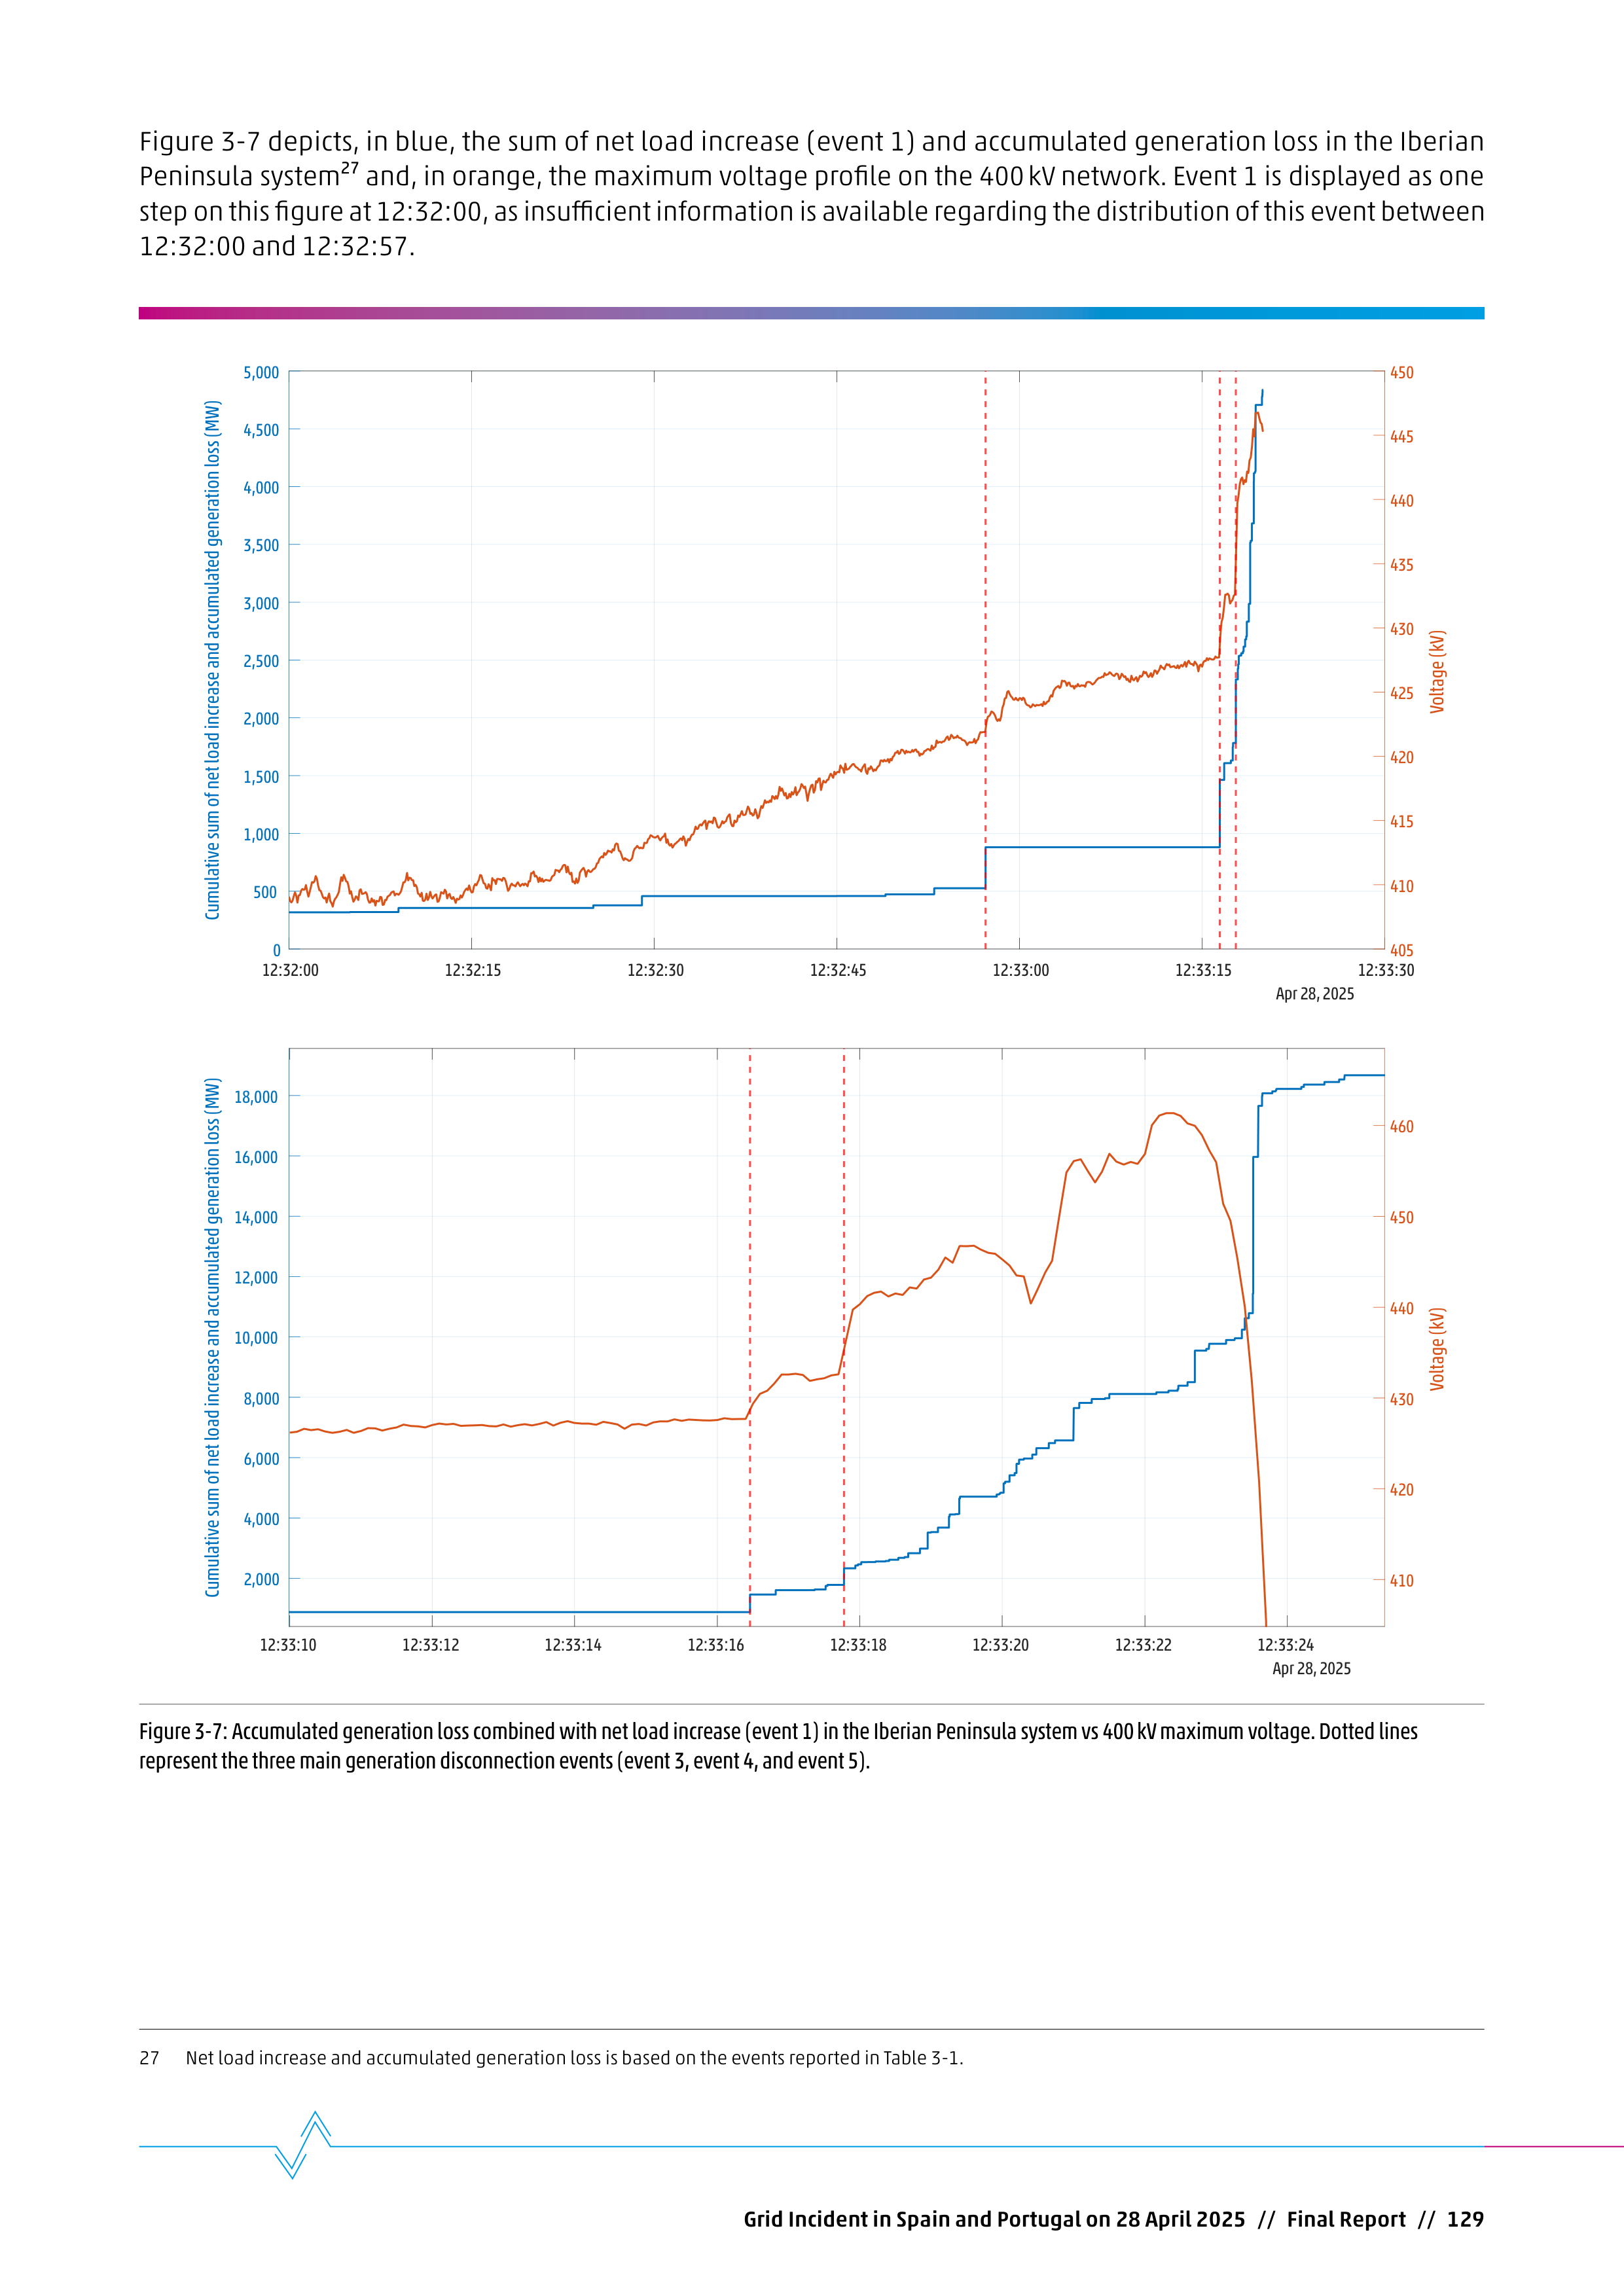 Figure 3-7 depicts, in blue, the sum of net load increase (event 1) and accumulated generation loss in the Iberian
Peninsula system²⁷ and, in orange, the maximum voltage profile on the 400 kV network. Event 1 is displayed as one
step on this figure at 12:32:00, as insufficient information is available regarding the distribution of this event between
12:32:00 and 12:32:57.
Cumulative sum of net load increase and accumulated generation loss (MW)
5,000
4,500
4,000
3,500
3,000
2,500
2,000
1,500
1,000
500
0
450
445
440
435
430
425
420
415
410
405
Voltage (kV)
12:32:00 12:32:15 12:32:30 12:32:45 12:33:00 12:33:15 12:33:30
Apr 28, 2025
Cumulative sum of net load increase and accumulated generation loss (MW)
18,000
16,000
14,000
12,000
10,000
8,000
6,000
4,000
2,000
460
450
440
430
420
410
Voltage (kV)
12:33:10 12:33:12 12:33:14 12:33:16 12:33:18 12:33:20 12:33:22 12:33:24
Apr 28, 2025
Figure 3-7: Accumulated generation loss combined with net load increase (event 1) in the Iberian Peninsula system vs 400 kV maximum voltage. Dotted lines
represent the three main generation disconnection events (event 3, event 4, and event 5).
27 Net load increase and accumulated generation loss is based on the events reported in Table 3-1.
Grid Incident in Spain and Portugal on 28 April 2025 // Final Report // 129